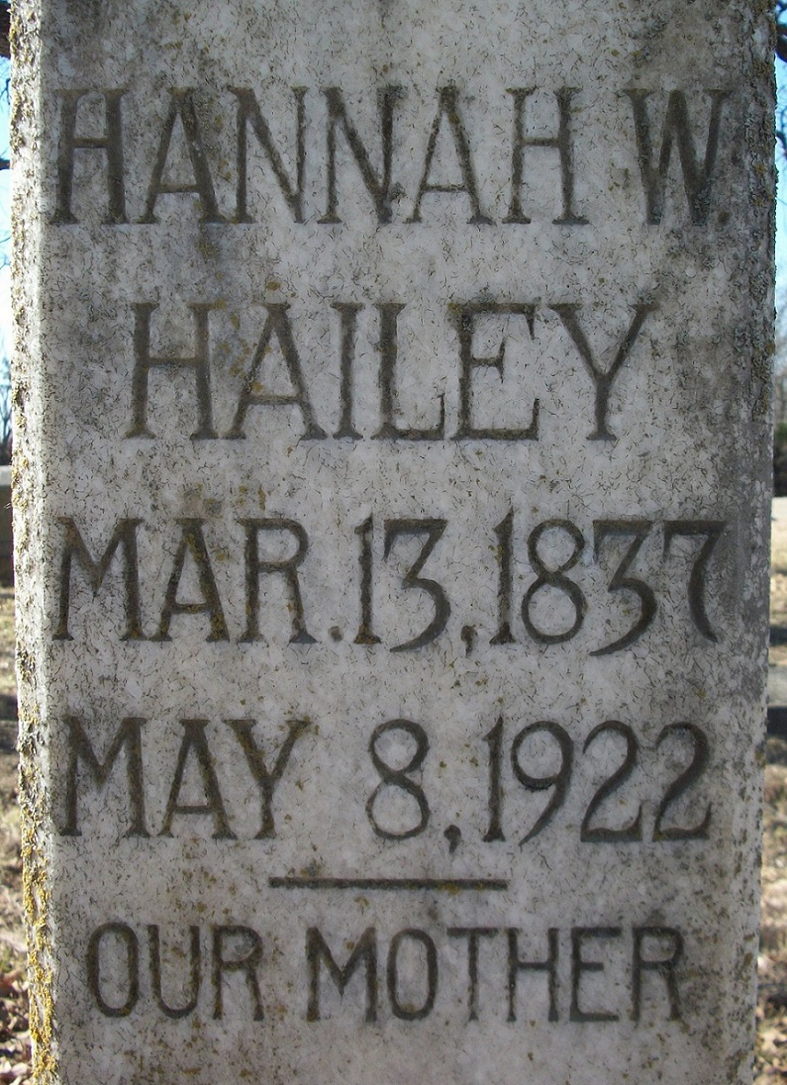 HANNAH W.
HAILEY
MAR. 13, 1837
MAY 8, 1922
OUR MOTHER